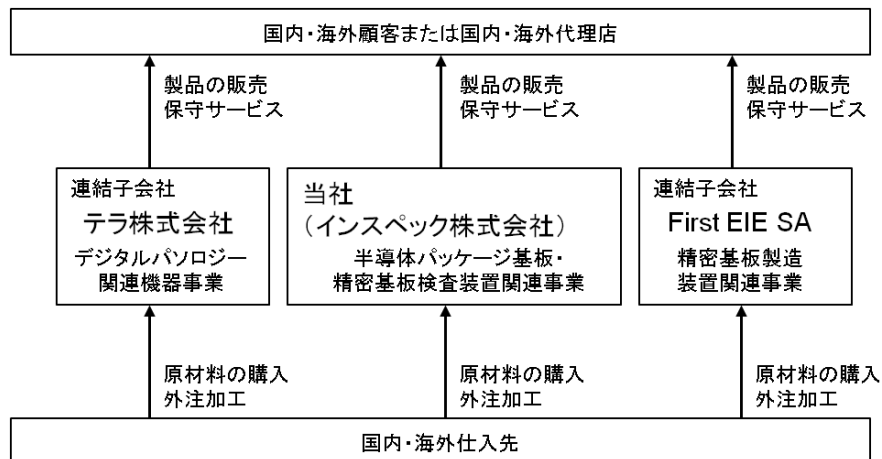 国内・海外顧客または国内・海外代理店
製品の販売
保守サービス
製品の販売
保守サービス
製品の販売
保守サービス
連結子会社
テラ株式会社
デジタルパソロジー
関連機器事業
当社
（インスペック株式会社）
半導体パッケージ基板・
精密基板検査装置関連事業
連結子会社
First EIE SA
精密基板製造
装置関連事業
原材料の購入
外注加工
原材料の購入
外注加工
原材料の購入
外注加工
国内・海外仕入先